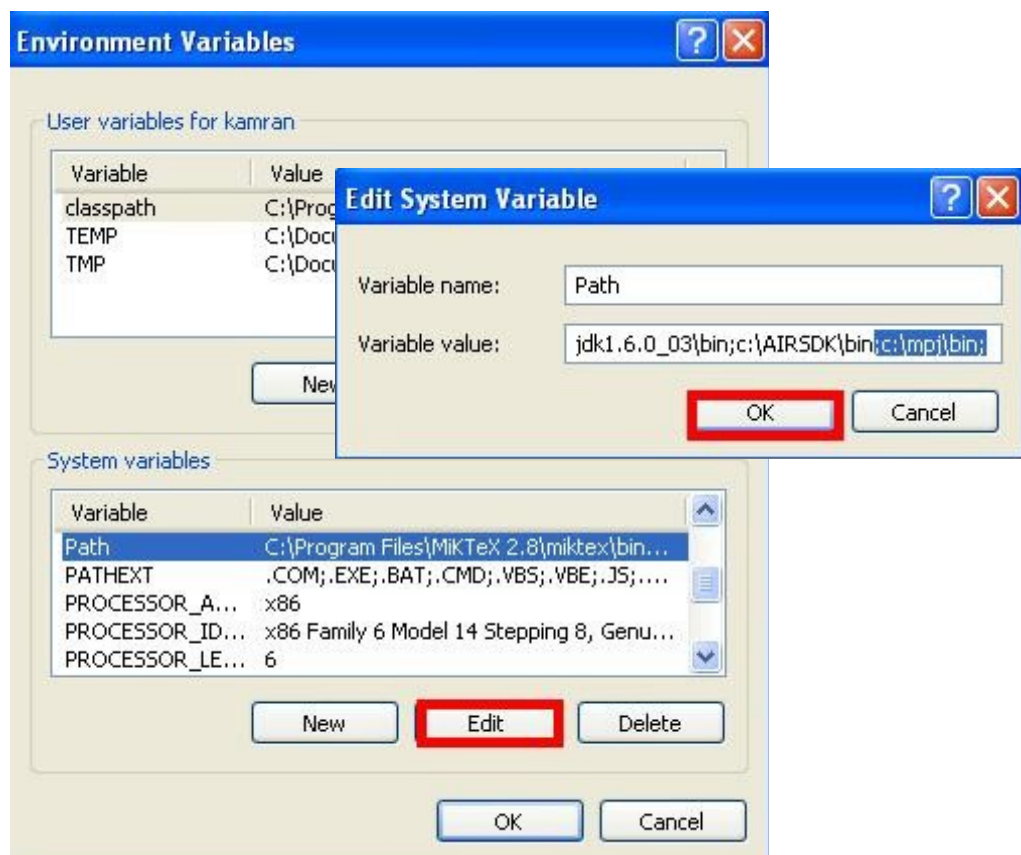 Environment Variables
User variables for kamran
Variable Value
classpath C:\Prog
TEMP C:\Docu
TMP C:\Docu
New
Edit System Variable
Variable name: Path
Variable value: jdk1.6.0_03\bin;c:\AIRSDK\bin;c:\mpj\bin;
OK Cancel
System variables
Variable Value
Path C:\Program Files\MiKTeX 2.8\miktex\bin...
PATHEXT .COM;.EXE;.BAT;.CMD;.VBS;.VBE;.JS;....
PROCESSOR_A... x86
PROCESSOR_ID... x86 Family 6 Model 14 Stepping 8, Genu...
PROCESSOR_LE... 6
New Edit Delete
OK Cancel